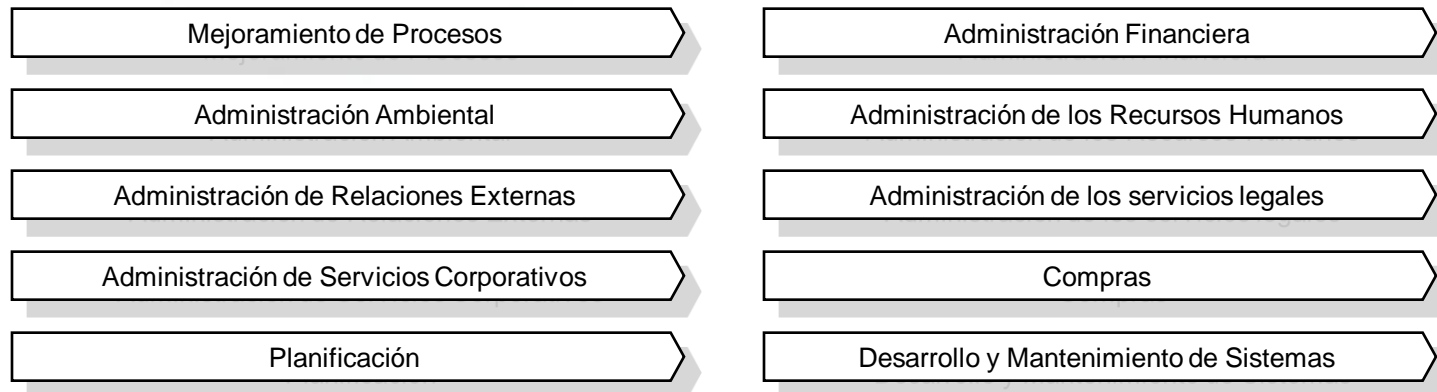 Mejoramiento de Procesos
Administración Ambiental
Administración de Relaciones Externas
Administración de Servicios Corporativos
Planificación
Administración Financiera
Administración de los Recursos Humanos
Administración de los servicios legales
Compras
Desarrollo y Mantenimiento de Sistemas